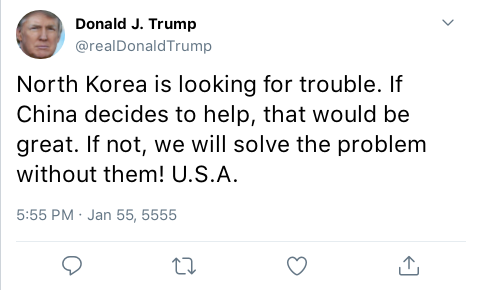 Donald J. Trump
@realDonaldTrump
North Korea is looking for trouble. If
China decides to help, that would be
great. If not, we will solve the problem
without them! U.S.A.
5:55 PM · Jan 55, 5555